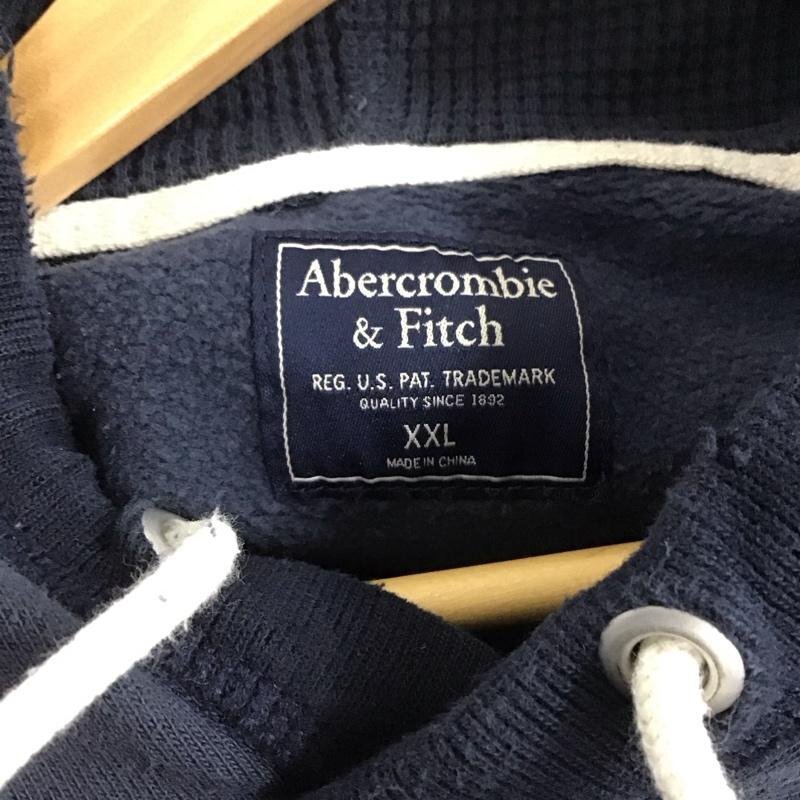 Abercrombie
& Fitch
REG. U.S. PAT. TRADEMARK
QUALITY SINCE 1892
XXL
MADE IN CHINA